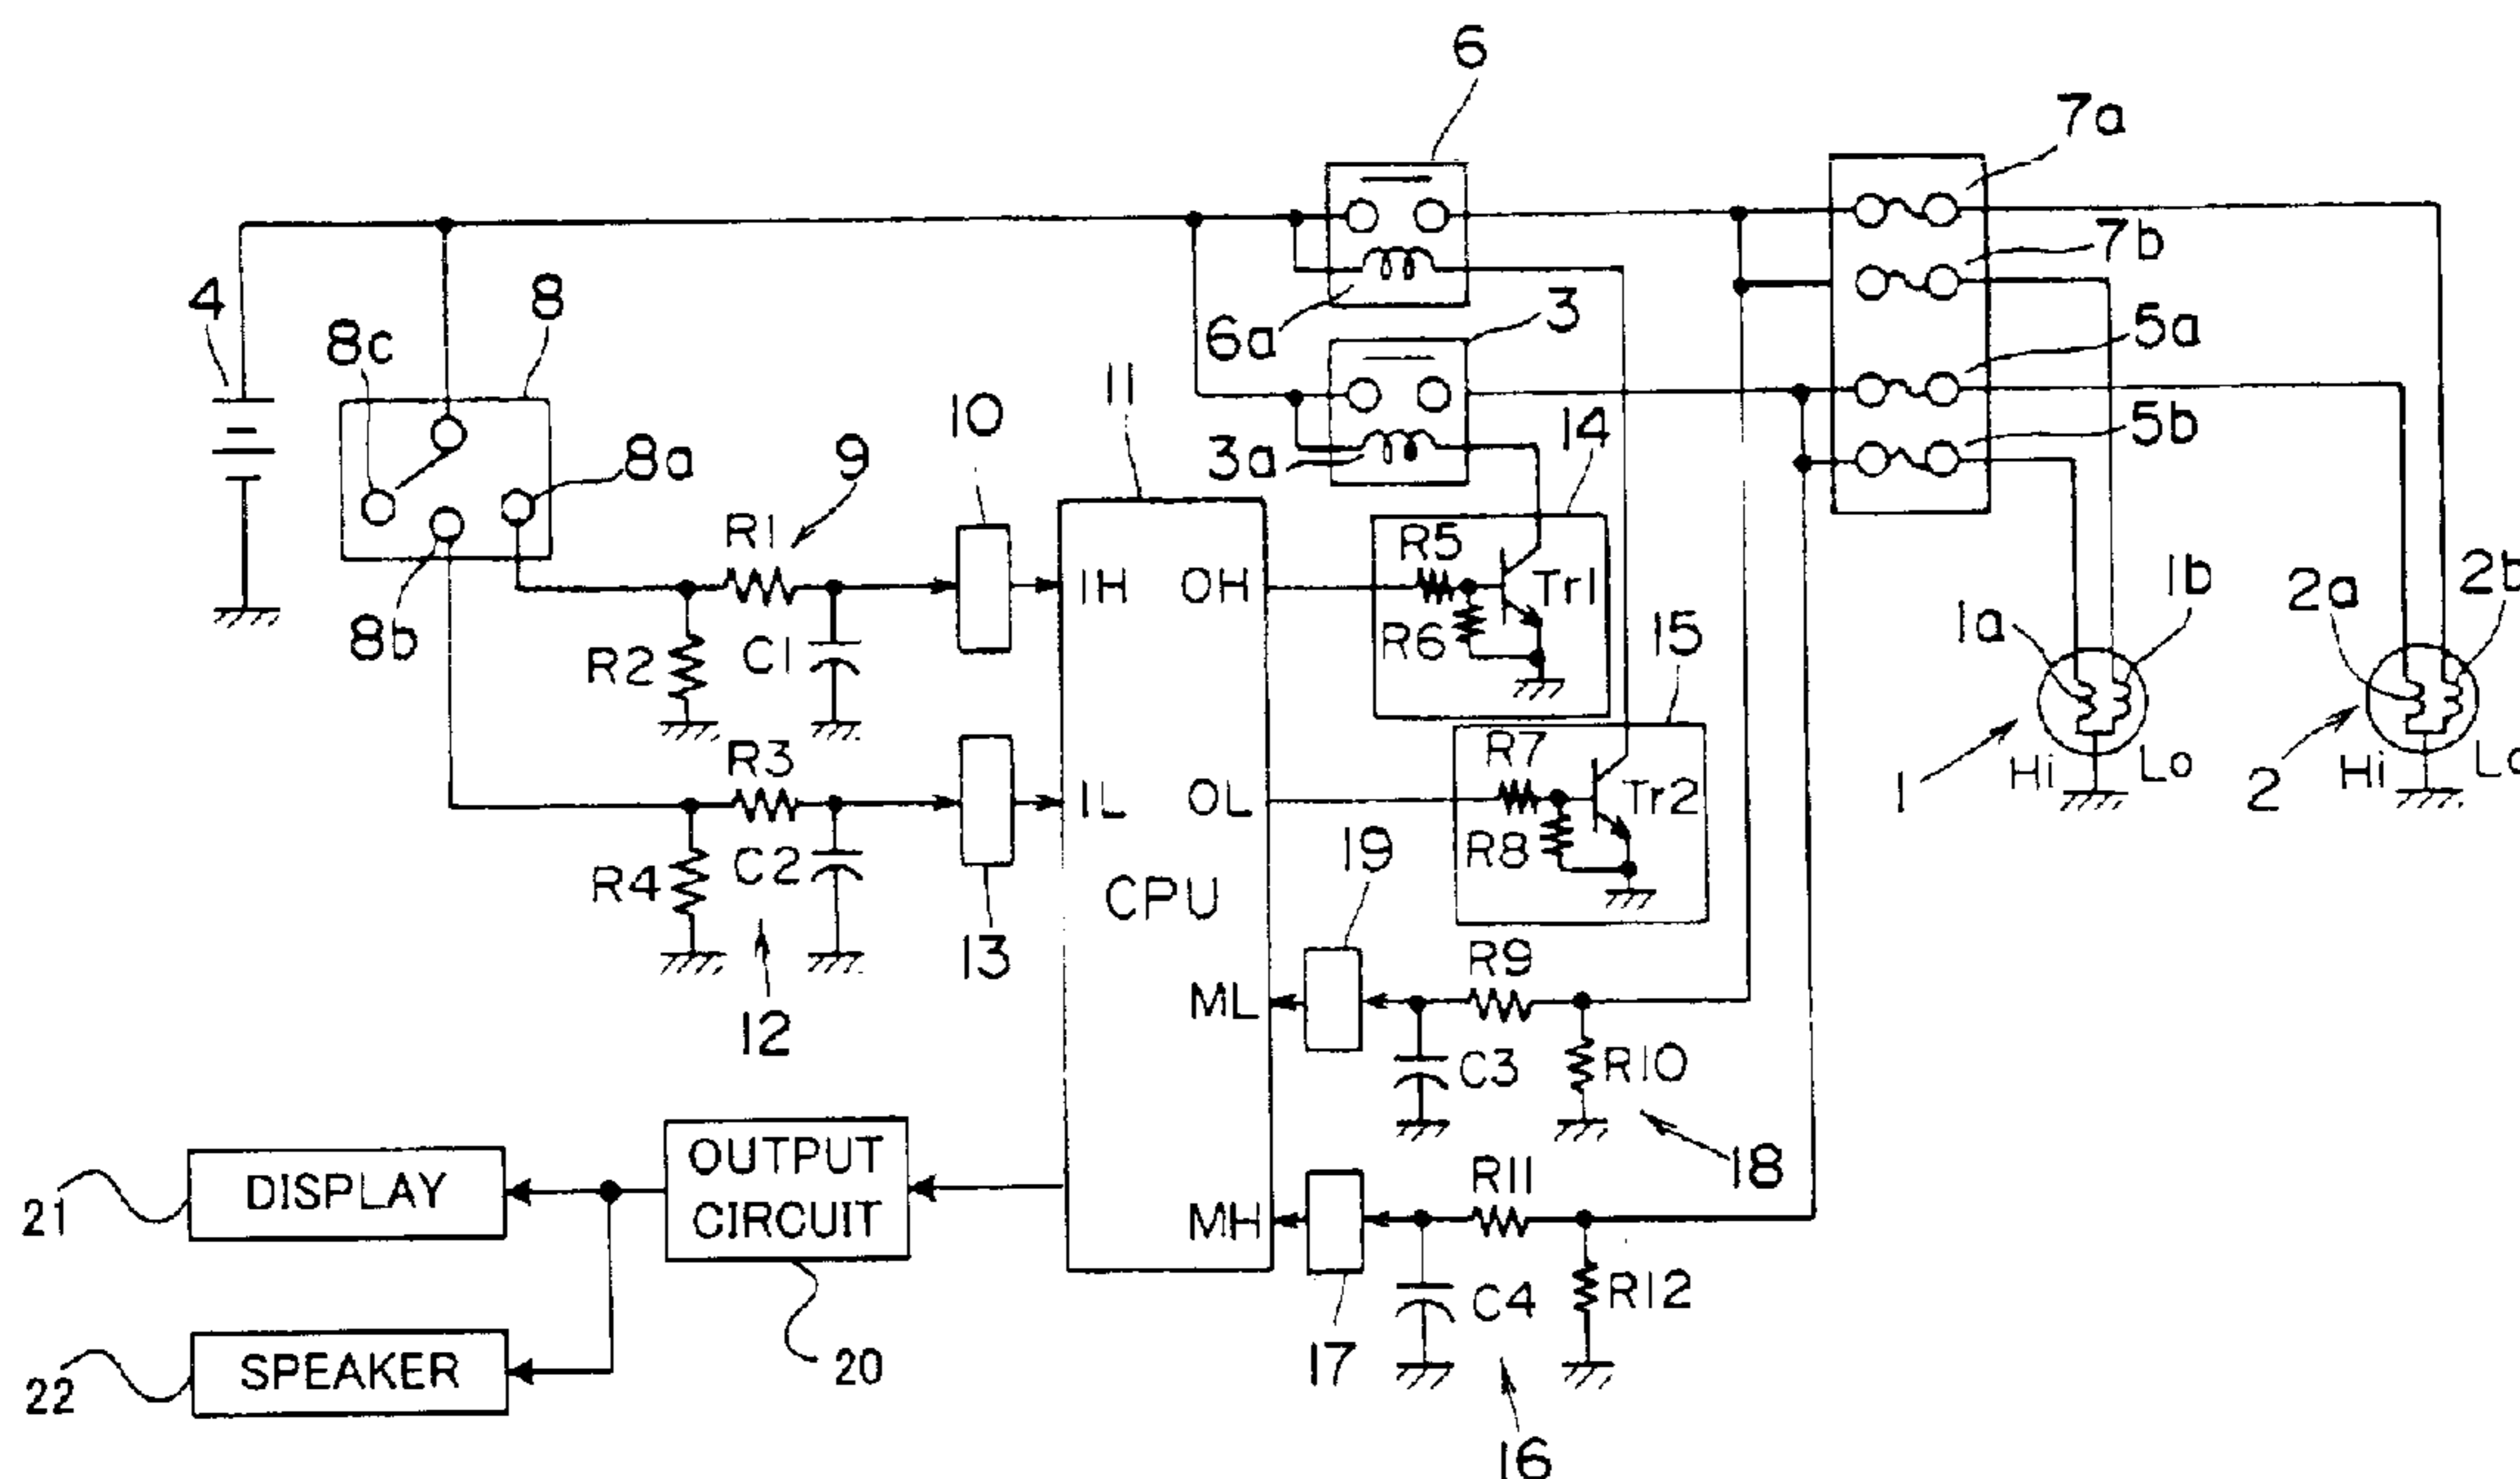 6
7a
7b
4
8
8c
6a
3
5a
11
10
8a
9
3a
14
5b
R1
R5
IH
OH
Tr1
1b
2b
2a
1a
8b
R2
C1
R6
15
R3
R7
1
Hi
Lo
2
Hi
IL
OL
Tr2
R4
C2
R8
19
CPU
13
R9
ML
12
C3
R10
18
OUTPUT
CIRCUIT
DISPLAY
21
R11
MH
C4
R12
SPEAKER
22
20
17
16